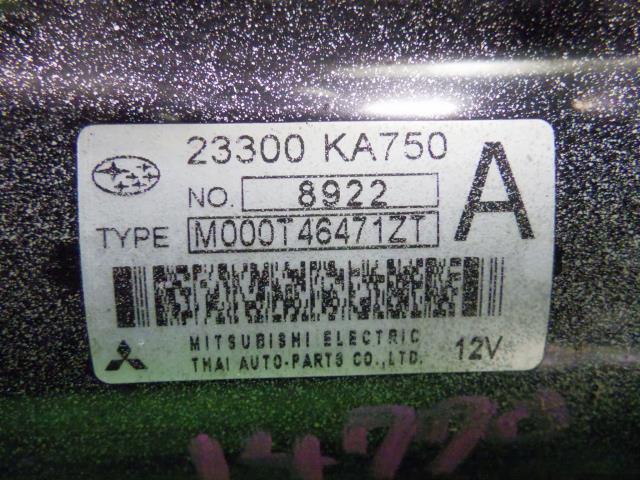 23300 KA750
A
NO. 8922
TYPE M000T46471ZT
MITSUBISHI ELECTRIC
THAI AUTO-PARTS CO.,LTD.
12V